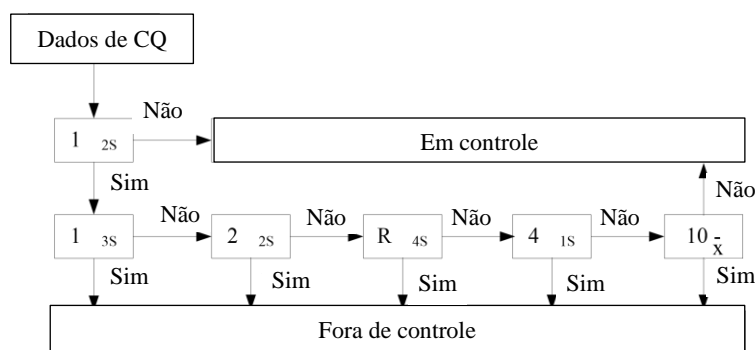 Dados de CQ
Não
1 2S
Em controle
Sim
Não
Não Não Não Não
1 3S 2 2S R 4S 4 1S 10 x̄
Sim Sim Sim Sim Sim
Fora de controle